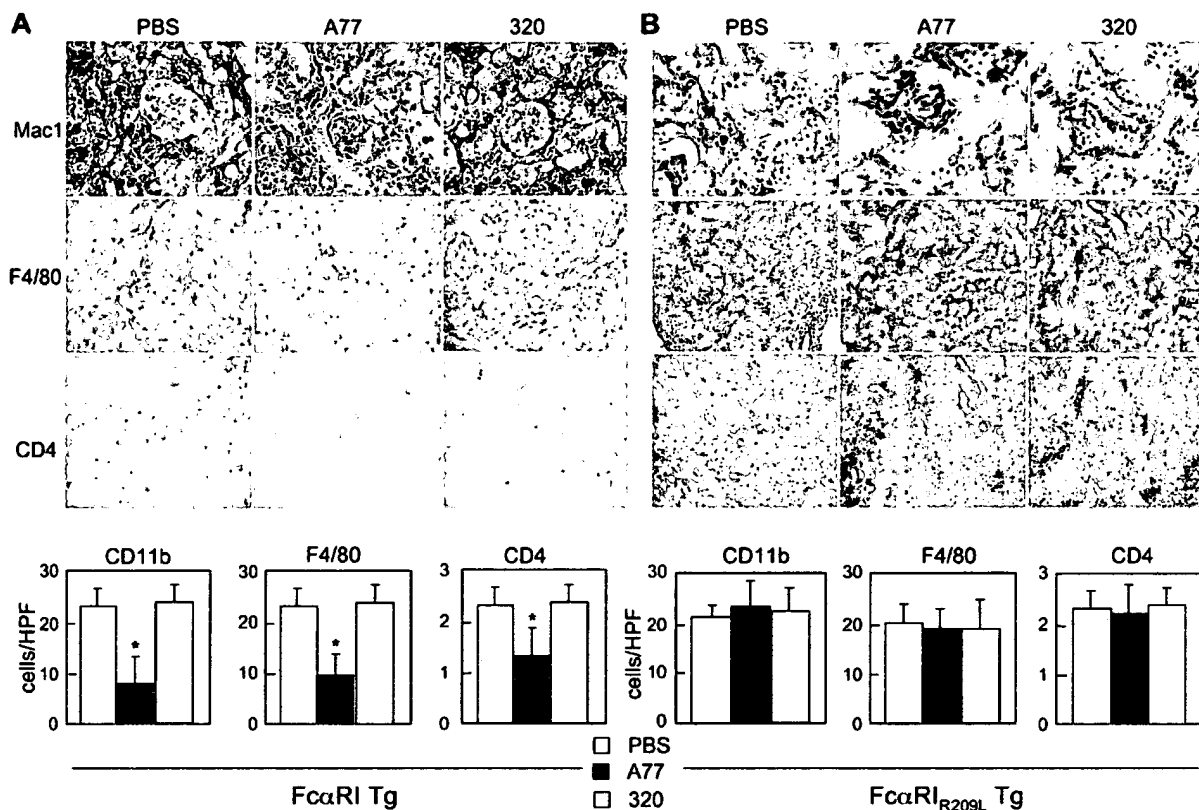 A
PBS A77 320
B
PBS A77 320
Mac1
F4/80
CD4
CD11b F4/80 CD4 CD11b F4/80 CD4
cells/HPF
30
20
10
0
30
20
10
0
3
2
1
0
cells/HPF
30
20
10
0
30
20
10
0
3
2
1
0
*
*
*
PBS
A77
320
FcαRI Tg
FcαRI R209L Tg